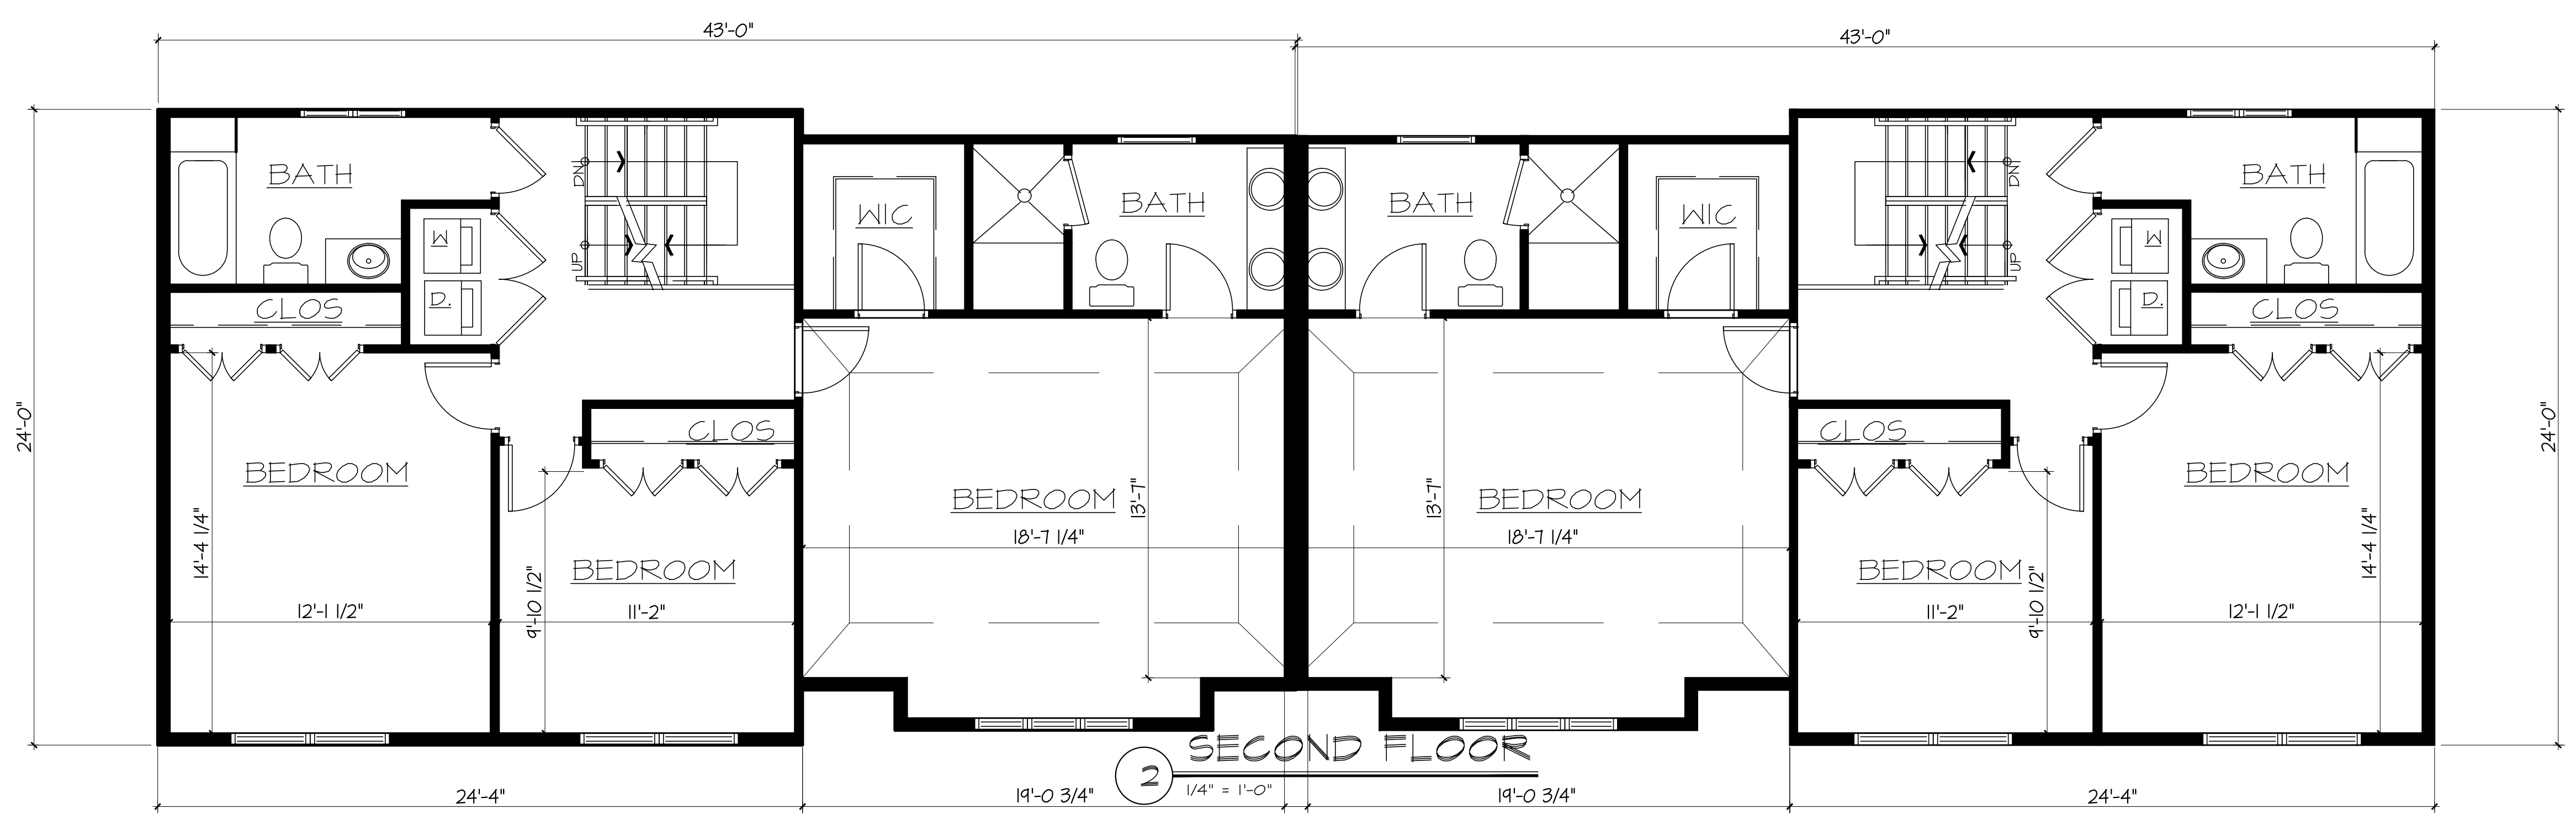 43'-0"
43'-0"
24'-0"
24'-0"
BATH
DN
UP
W
D.
CLOS
WIC
BATH
BATH
WIC
DN
UP
W
D.
BATH
CLOS
CLOS
CLOS
BEDROOM
14'-4 1/4"
12'-1 1/2"
BEDROOM
9'-10 1/2"
11'-2"
BEDROOM
13'-7"
18'-7 1/4"
BEDROOM
13'-7"
18'-7 1/4"
BEDROOM
9'-10 1/2"
11'-2"
BEDROOM
14'-4 1/4"
12'-1 1/2"
2
SECOND FLOOR
1/4" = 1'-0"
24'-4"
19'-0 3/4"
19'-0 3/4"
24'-4"